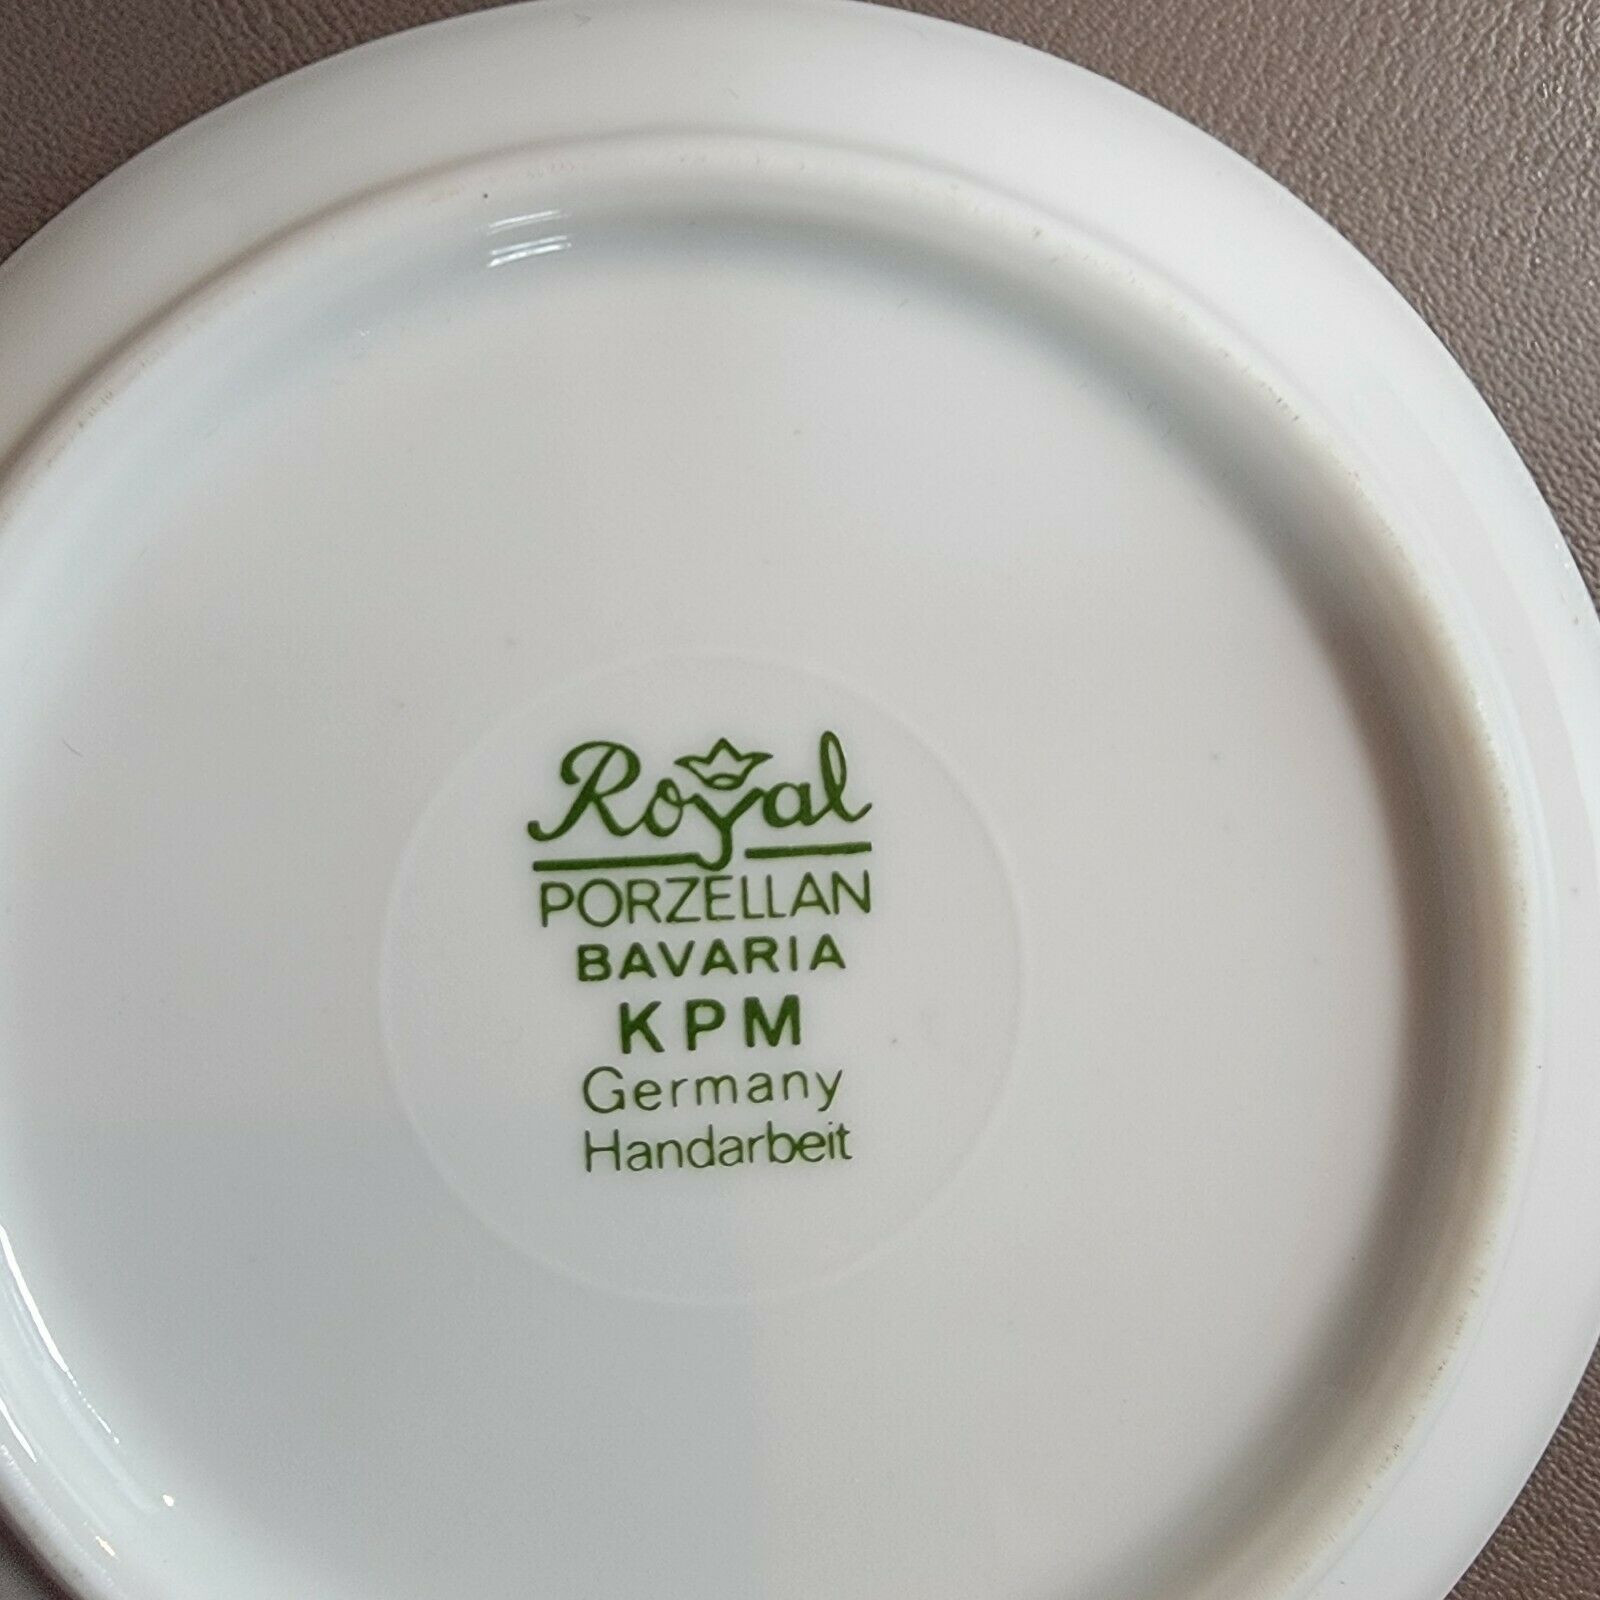 Royal
PORZELLAN
BAVARIA
KPM
Germany
Handarbeit